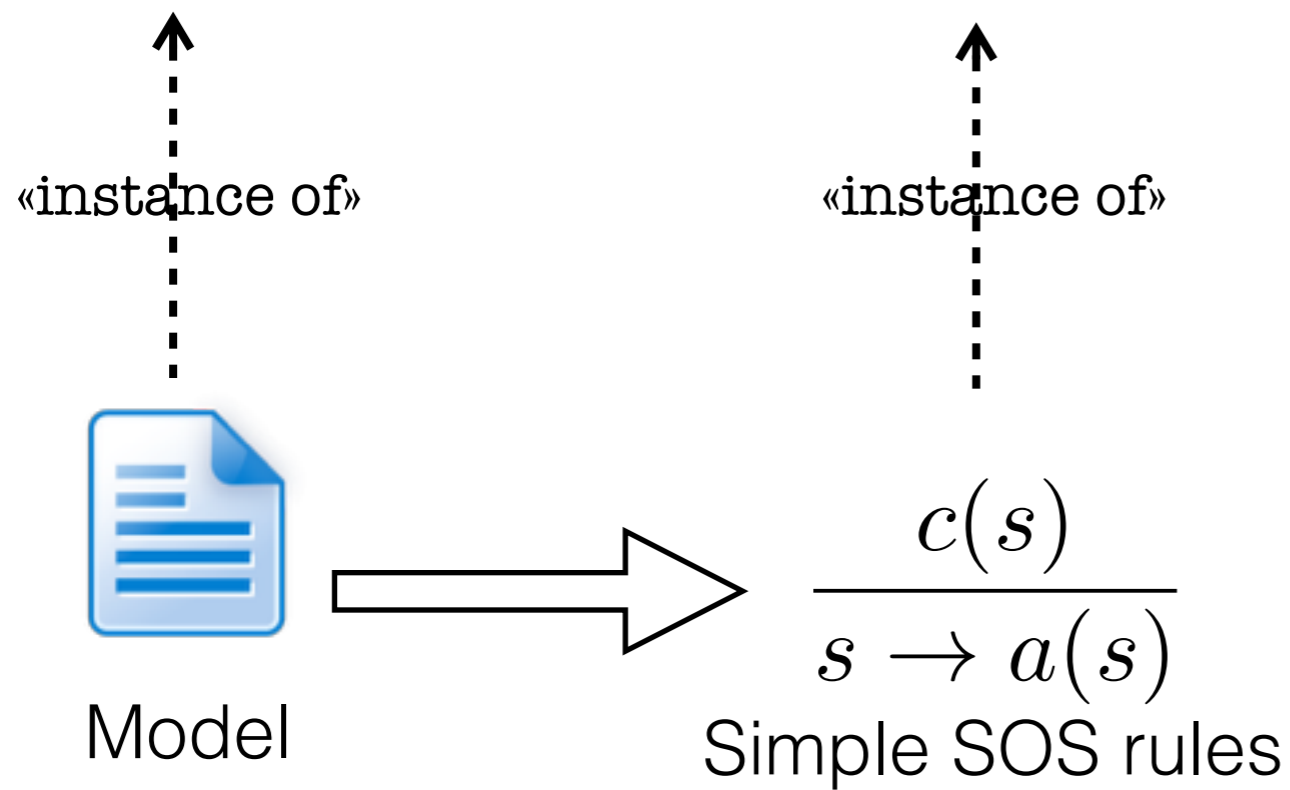 «instance of»
«instance of»
c(s)
s → a(s)
Model
Simple SOS rules